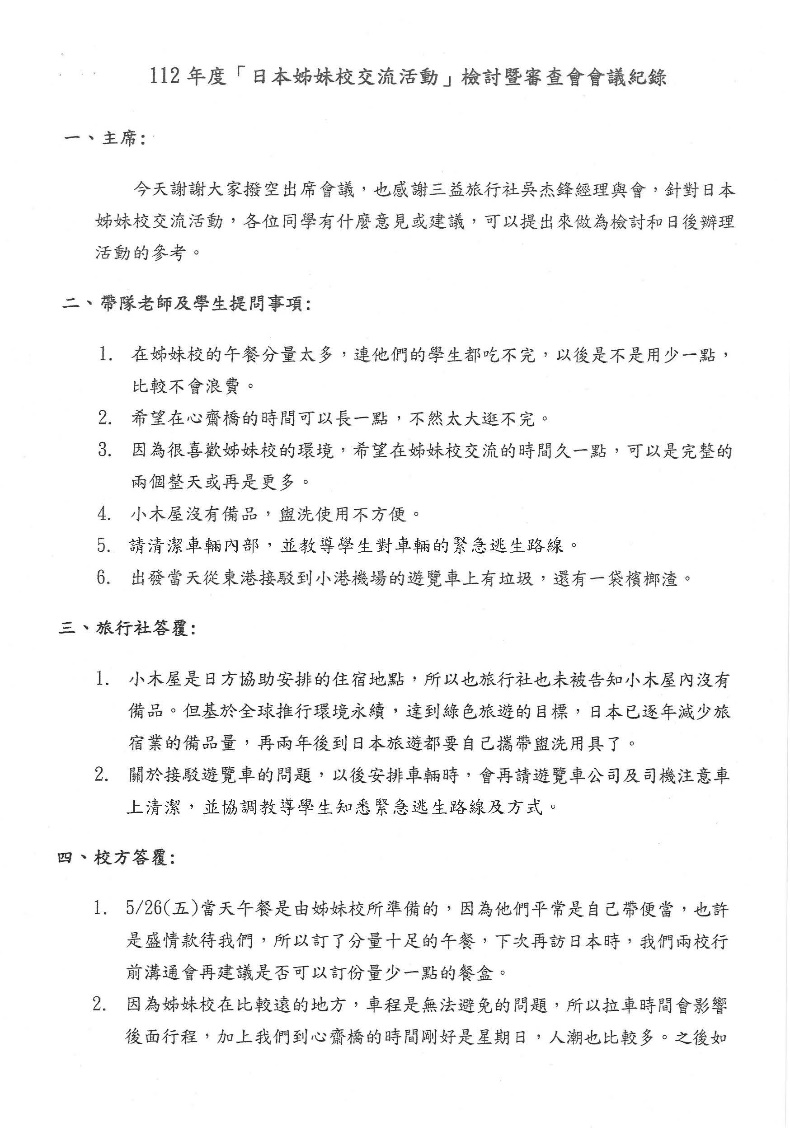 112 年度「日本姊妹校交流活動」檢討暨審查會會議紀錄
一、主席:
今天謝謝大家撥空出席會議，也感謝三益旅行社吳杰鋒經理與會，針對日本
姊妹校交流活動，各位同學有什麼意見或建議，可以提出來做為檢討和日後辦理
活動的參考。
二、帶隊老師及學生提問事項:
1. 在姊妹校的午餐分量太多，連他們的學生都吃不完，以後是不是用少一點，
比較不會浪費。
2. 希望在心齋橋的時間可以長一點，不然太大逛不完。
3. 因為很喜歡姊妹校的環境，希望在姊妹校交流的時間久一點，可以是完整的
兩個整天或再是更多。
4. 小木屋沒有備品，盥洗使用不方便。
5. 請清潔車輛內部，並教導學生對車輛的緊急逃生路線。
6. 出發當天從東港接駁到小港機場的遊覽車上有垃圾，還有一袋檳榔渣。
三、旅行社答覆:
1. 小木屋是日方協助安排的住宿地點，所以也旅行社也未被告知小木屋內沒有
備品。但基於全球推行環境永續，達到綠色旅遊的目標，日本已逐年減少旅
宿業的備品量，再兩年後到日本旅遊都要自己攜帶盥洗用具了。
2. 關於接駁遊覽車的問題，以後安排車輛時，會再請遊覽車公司及司機注意車
上清潔，並協調教導學生知悉緊急逃生路線及方式。
四、校方答覆:
1. 5/26(五)當天午餐是由姊妹校所準備的，因為他們平常是自己帶便當，也許
是盛情款待我們，所以訂了分量十足的午餐，下次再訪日本時，我們兩校行
前溝通會再建議是否可以訂份量少一點的餐盒。
2. 因為姊妹校在比較遠的地方，車程是無法避免的問題，所以拉車時間會影響
後面行程，加上我們到心齋橋的時間剛好是星期日，人潮也比較多。之後如